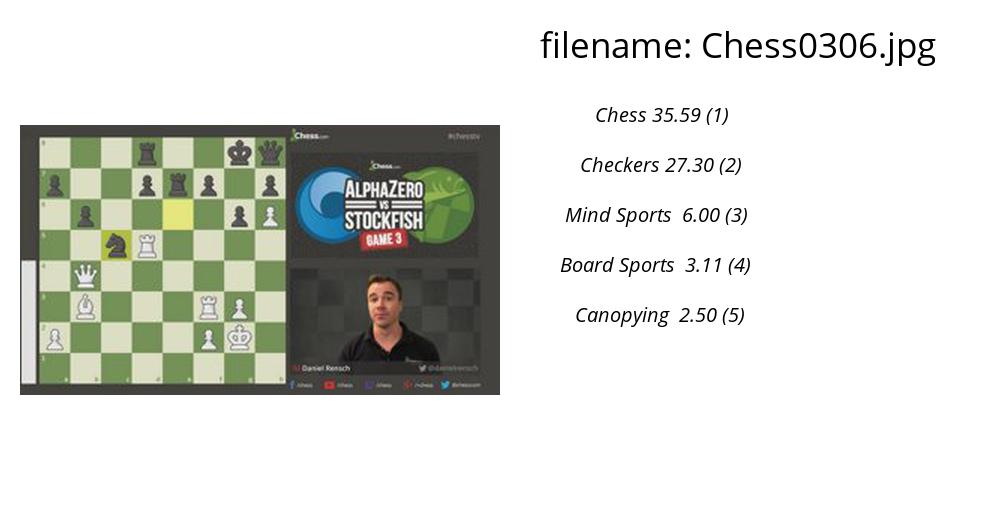 filename: Chess0306.jpg
Chess 35.59 (1)
Checkers 27.30 (2)
Mind Sports 6.00 (3)
Board Sports 3.11 (4)
Canopying 2.50 (5)
Chess.com
#chesstv
Chess.com
ALPHAZERO
VS
STOCKFISH
GAME 3
Daniel Rensch
@danielrensch
/chess
/chess
/chess
/+chess
@chesscom